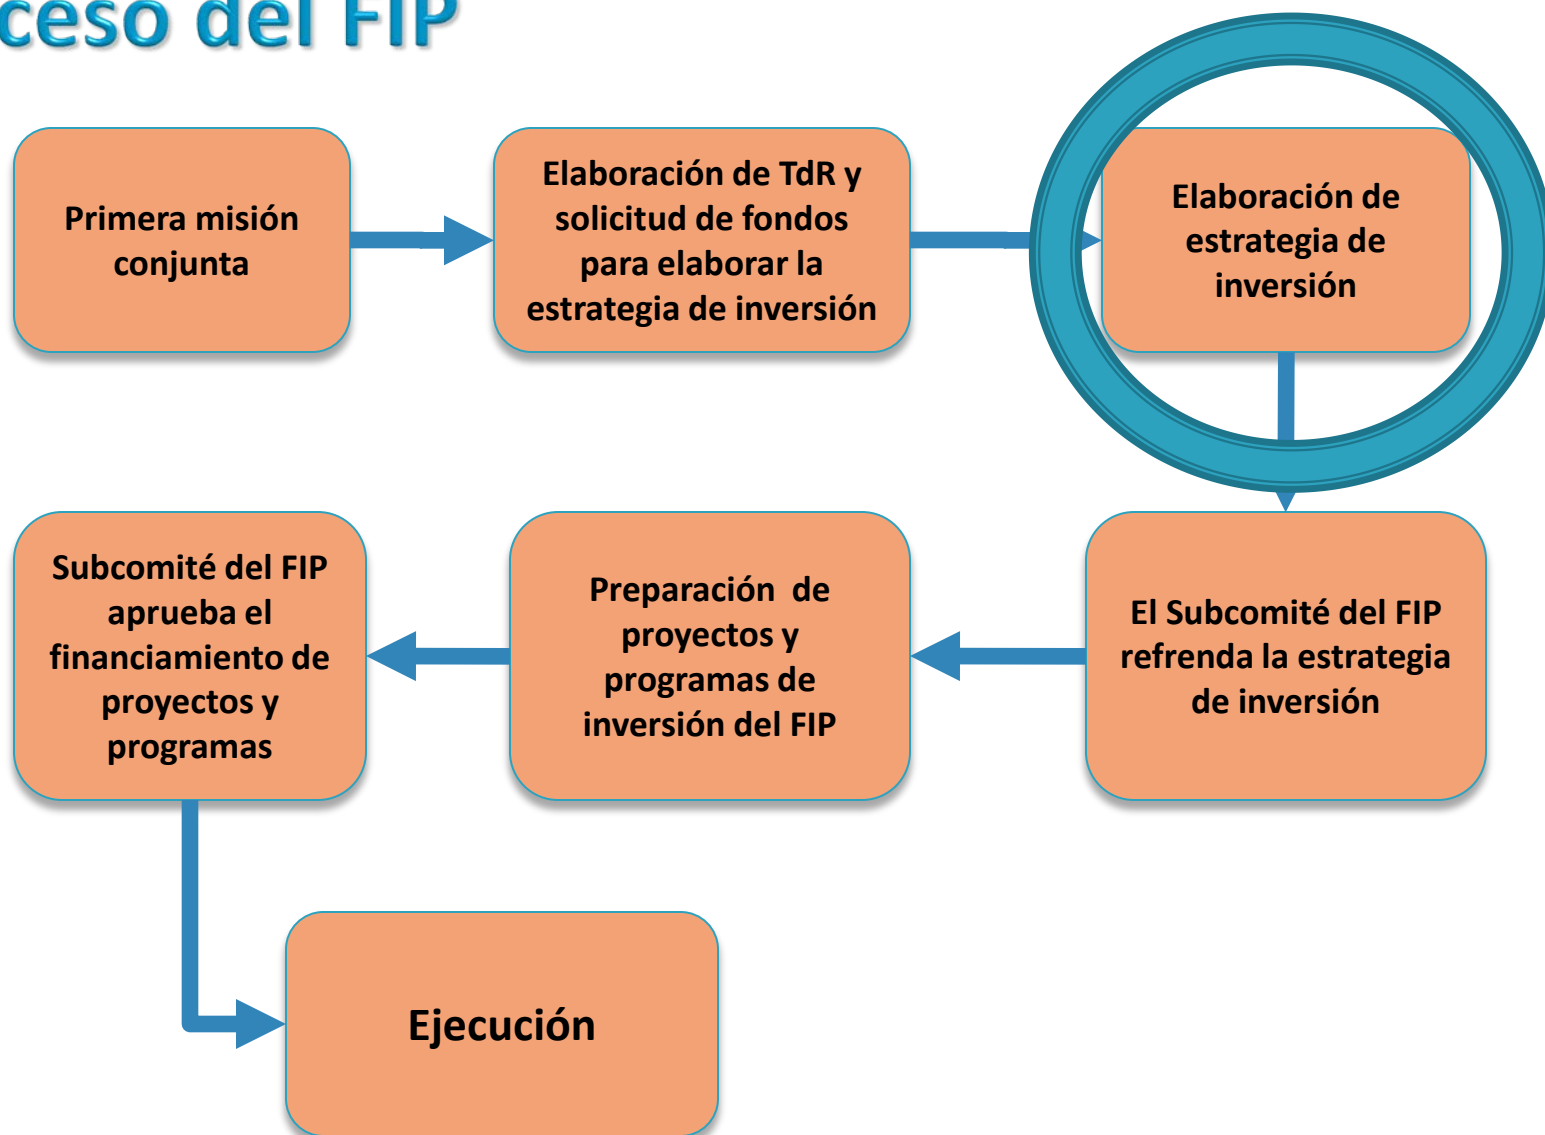 ceso del FIP
Primera misión
conjunta
Elaboración de TdR y
solicitud de fondos
para elaborar la
estrategia de inversión
Elaboración de
estrategia de
inversión
Subcomité del FIP
aprueba el
financiamiento de
proyectos y
programas
Preparación de
proyectos y
programas de
inversión del FIP
El Subcomité del FIP
refrenda la estrategia
de inversión
Ejecución